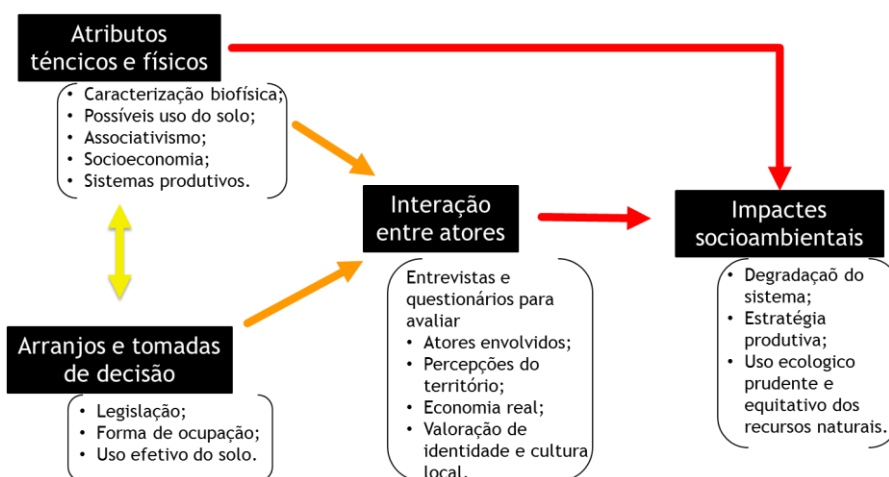 Atributos
téncicos e físicos
• Caracterização biofísica;
• Possíveis uso do solo;
• Associativismo;
• Socioeconomia;
• Sistemas produtivos.
Interação
entre atores
Entrevistas e
questionários para
avaliar
• Atores envolvidos;
• Percepções do
território;
• Economia real;
• Valoração de
identidade e cultura
local.
Impactes
socioambientais
• Degradaçaõ do
sistema;
• Estratégia
produtiva;
• Uso ecologico
prudente e
equitativo dos
recursos naturais.
Arranjos e tomadas
de decisão
• Legislação;
• Forma de ocupação;
• Uso efetivo do solo.